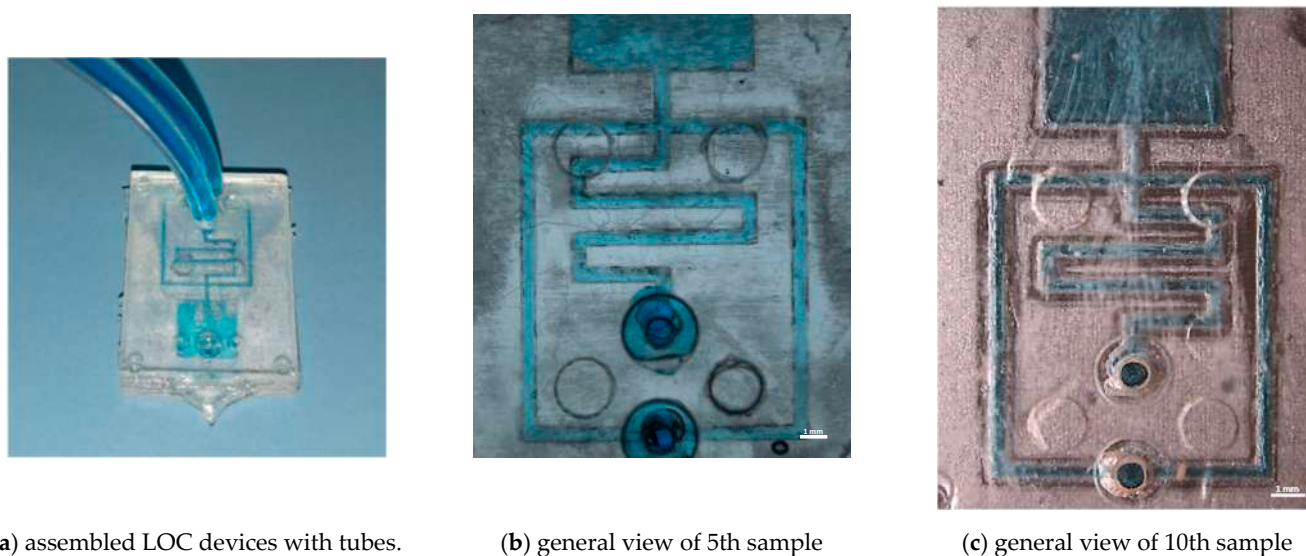 1 mm
1 mm
a) assembled LOC devices with tubes.
(b) general view of 5th sample
(c) general view of 10th sample